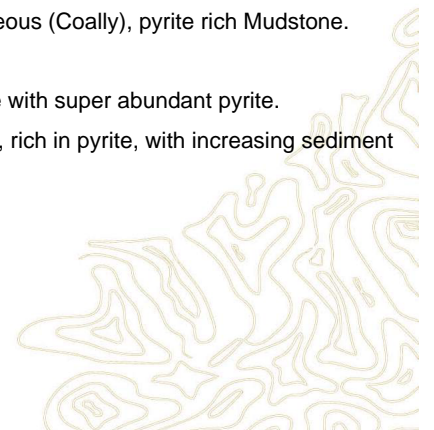 eous (Coally), pyrite rich Mudstone.
with super abundant pyrite.
, rich in pyrite, with increasing sediment